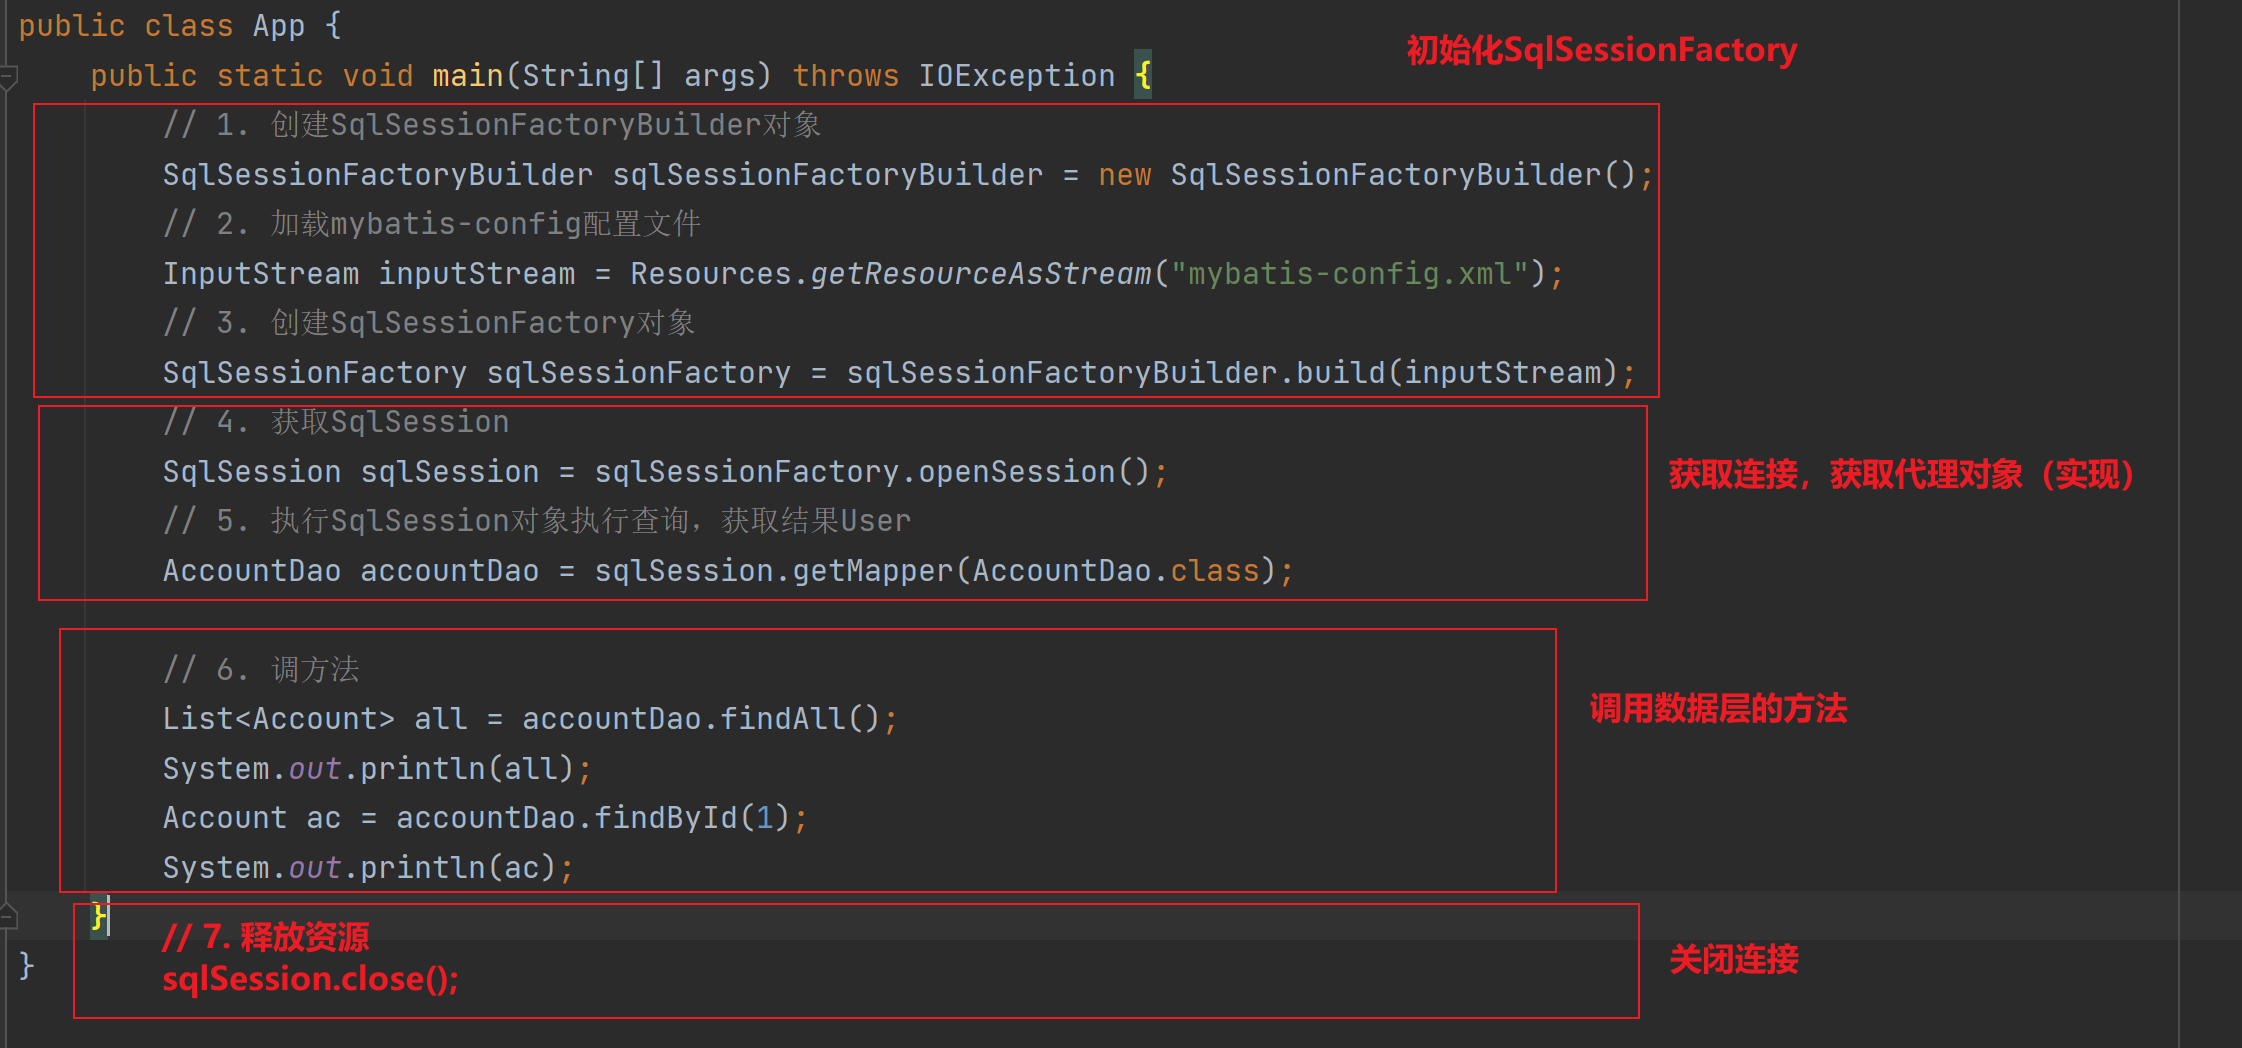 public class App {
初始化SqlSessionFactory
public static void main(String[] args) throws IOException {
// 1. 创建SqlSessionFactoryBuilder对象
SqlSessionFactoryBuilder sqlSessionFactoryBuilder = new SqlSessionFactoryBuilder();
// 2. 加载mybatis-config配置文件
InputStream inputStream = Resources.getResourceAsStream("mybatis-config.xml");
// 3. 创建SqlSessionFactory对象
SqlSessionFactory sqlSessionFactory = sqlSessionFactoryBuilder.build(inputStream);
// 4. 获取SqlSession
SqlSession sqlSession = sqlSessionFactory.openSession();
获取连接，获取代理对象（实现）
// 5. 执行SqlSession对象执行查询，获取结果User
AccountDao accountDao = sqlSession.getMapper(AccountDao.class);
// 6. 调方法
List<Account> all = accountDao.findAll();
调用数据层的方法
System.out.println(all);
Account ac = accountDao.findById(1);
System.out.println(ac);
}
// 7. 释放资源
关闭连接
}
sqlSession.close();